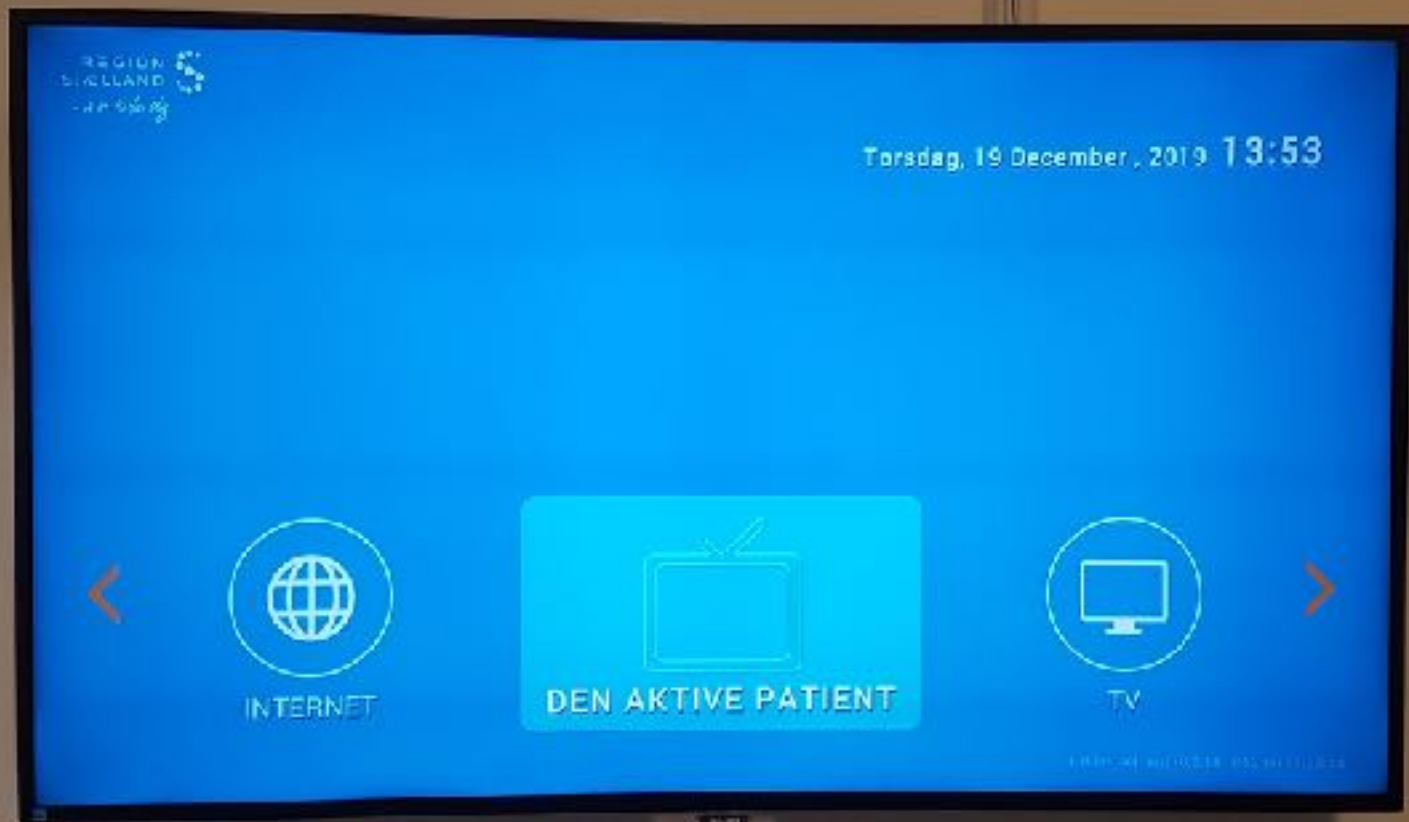 REGION
SJÆLLAND
Torsdag, 19 December, 2019 13:53
INTERNET
DEN AKTIVE PATIENT
TV